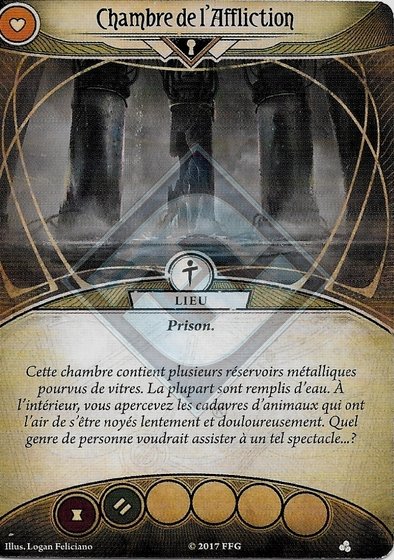 Chambre de l'Affliction
LIEU
Prison.
Cette chambre contient plusieurs réservoirs métalliques
pourvus de vitres. La plupart sont remplis d'eau. À
l'intérieur, vous apercevez les cadavres d'animaux qui ont
l'air de s'être noyés lentement et douloureusement. Quel
genre de personne voudrait assister à un tel spectacle...?
Illus. Logan Feliciano
© 2017 FFG